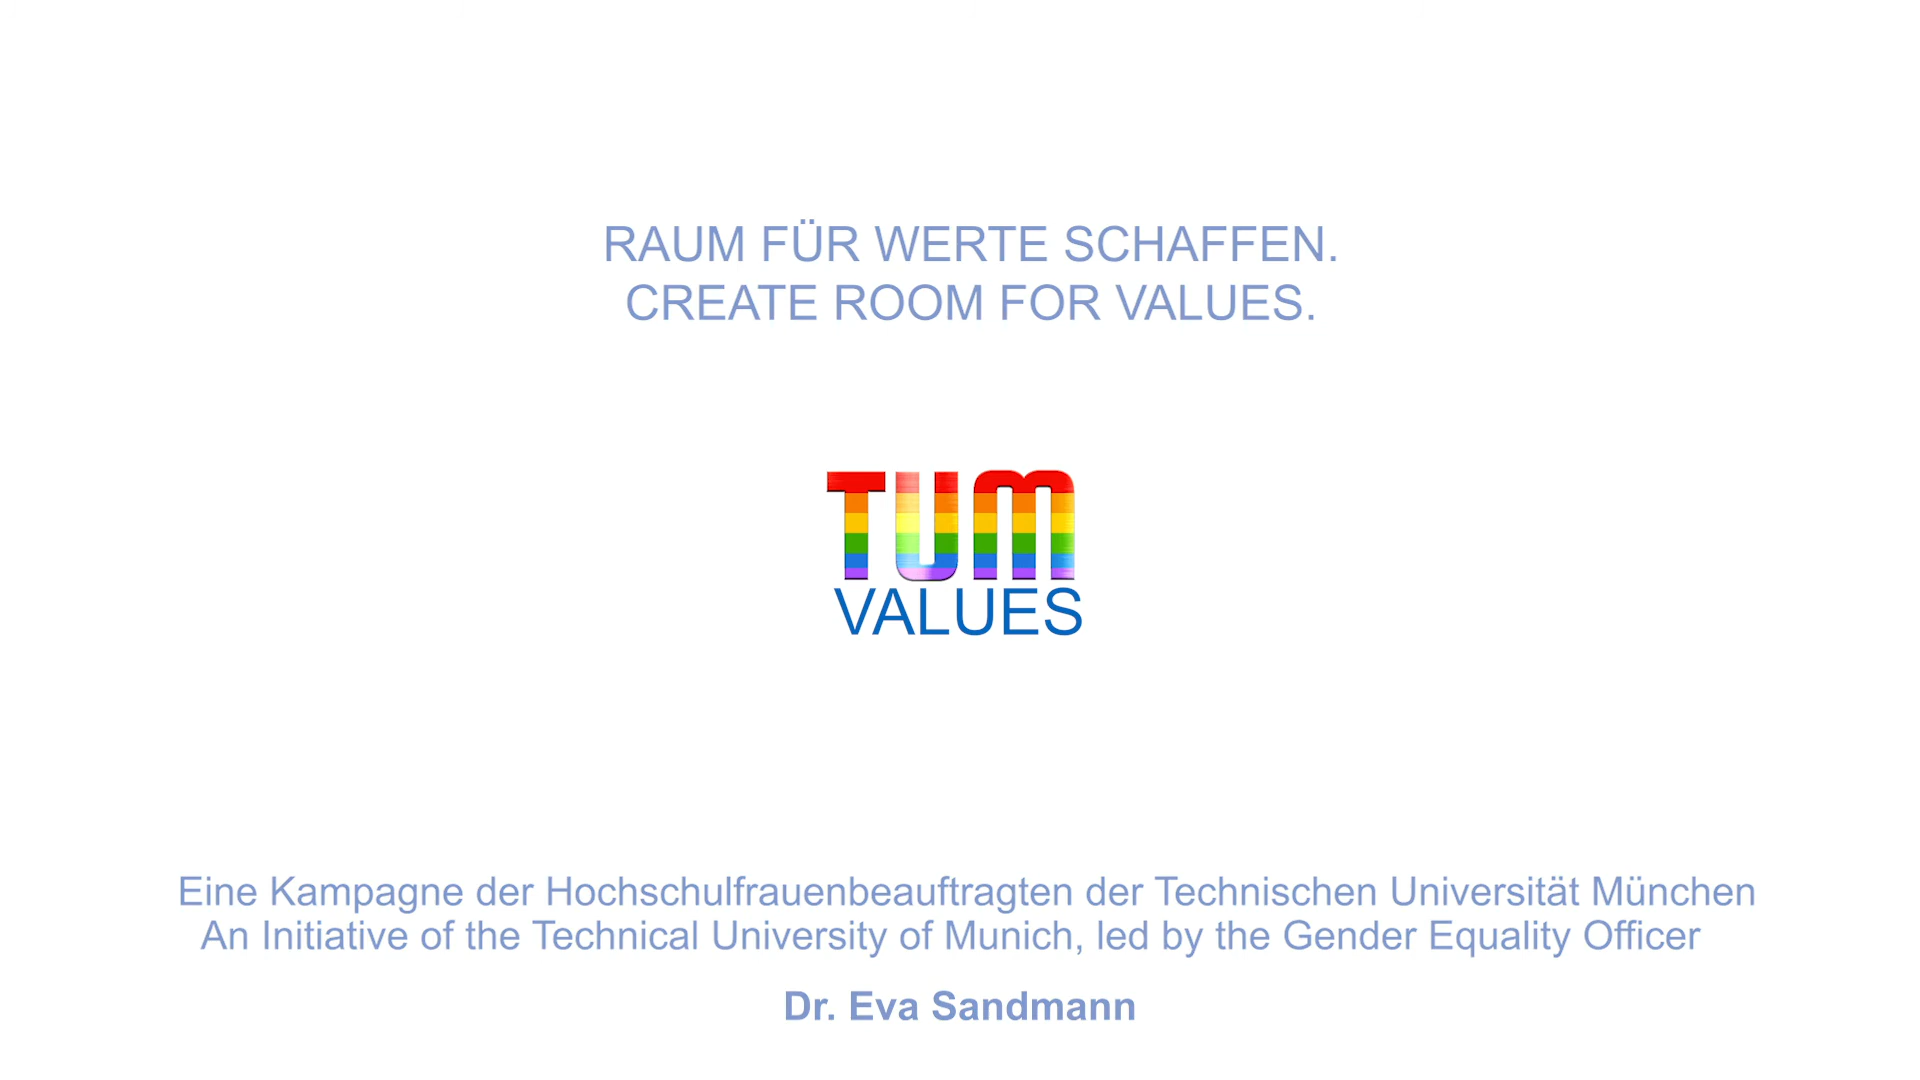 RAUM FÜR WERTE SCHAFFEN.
CREATE ROOM FOR VALUES.
TUM
VALUES
Eine Kampagne der Hochschulfrauenbeauftragten der Technischen Universität München
An Initiative of the Technical University of Munich, led by the Gender Equality Officer
Dr. Eva Sandmann